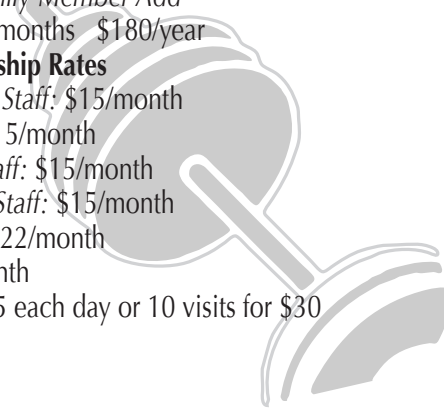 Member Add
months $180/year
ship Rates
Staff: $15/month
5/month
aff: $15/month
Staff: $15/month
22/month
nth
5 each day or 10 visits for $30